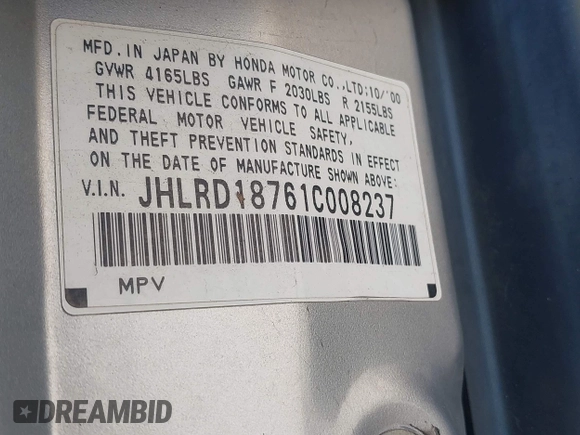 MFD. IN JAPAN BY HONDA MOTOR CO.,LTD;10/'00
GVWR 4165LBS GAWR F 2030LBS R 2155LBS
THIS VEHICLE CONFORMS TO ALL APPLICABLE
FEDERAL MOTOR VEHICLE SAFETY,
AND THEFT PREVENTION STANDARDS IN EFFECT
ON THE DATE OF MANUFACTURE SHOWN ABOVE:
V.I.N. JHLRD18761C008237
MPV
DREAMBID